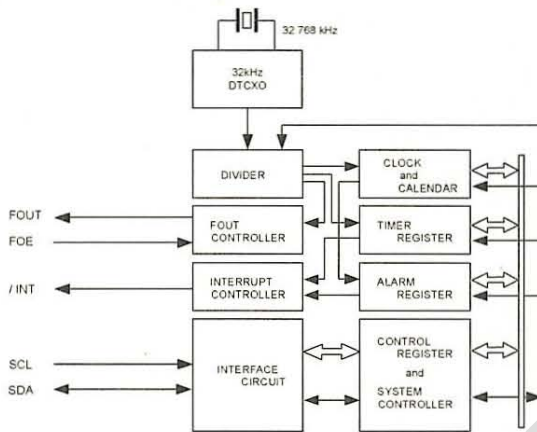 32 768 kHz
32kHz
DTCXO
DIVIDER
CLOCK
and
CALENDAR
FOUT
FOE
FOUT
CONTROLLER
TIMER
REGISTER
/ INT
INTERRUPT
CONTROLLER
ALARM
REGISTER
SCL
SDA
INTERFACE
CIRCUIT
CONTROL
REGISTER
and
SYSTEM
CONTROLLER